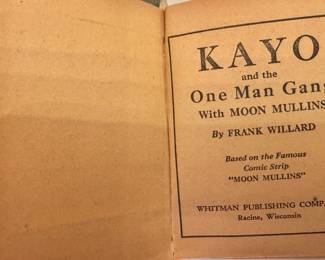 KAYO
and the
One Man Gang
With MOON MULLINS
By FRANK WILLARD
Based on the Famous
Comic Strip
"MOON MULLINS"
WHITMAN PUBLISHING COMPA
Racine, Wisconsin